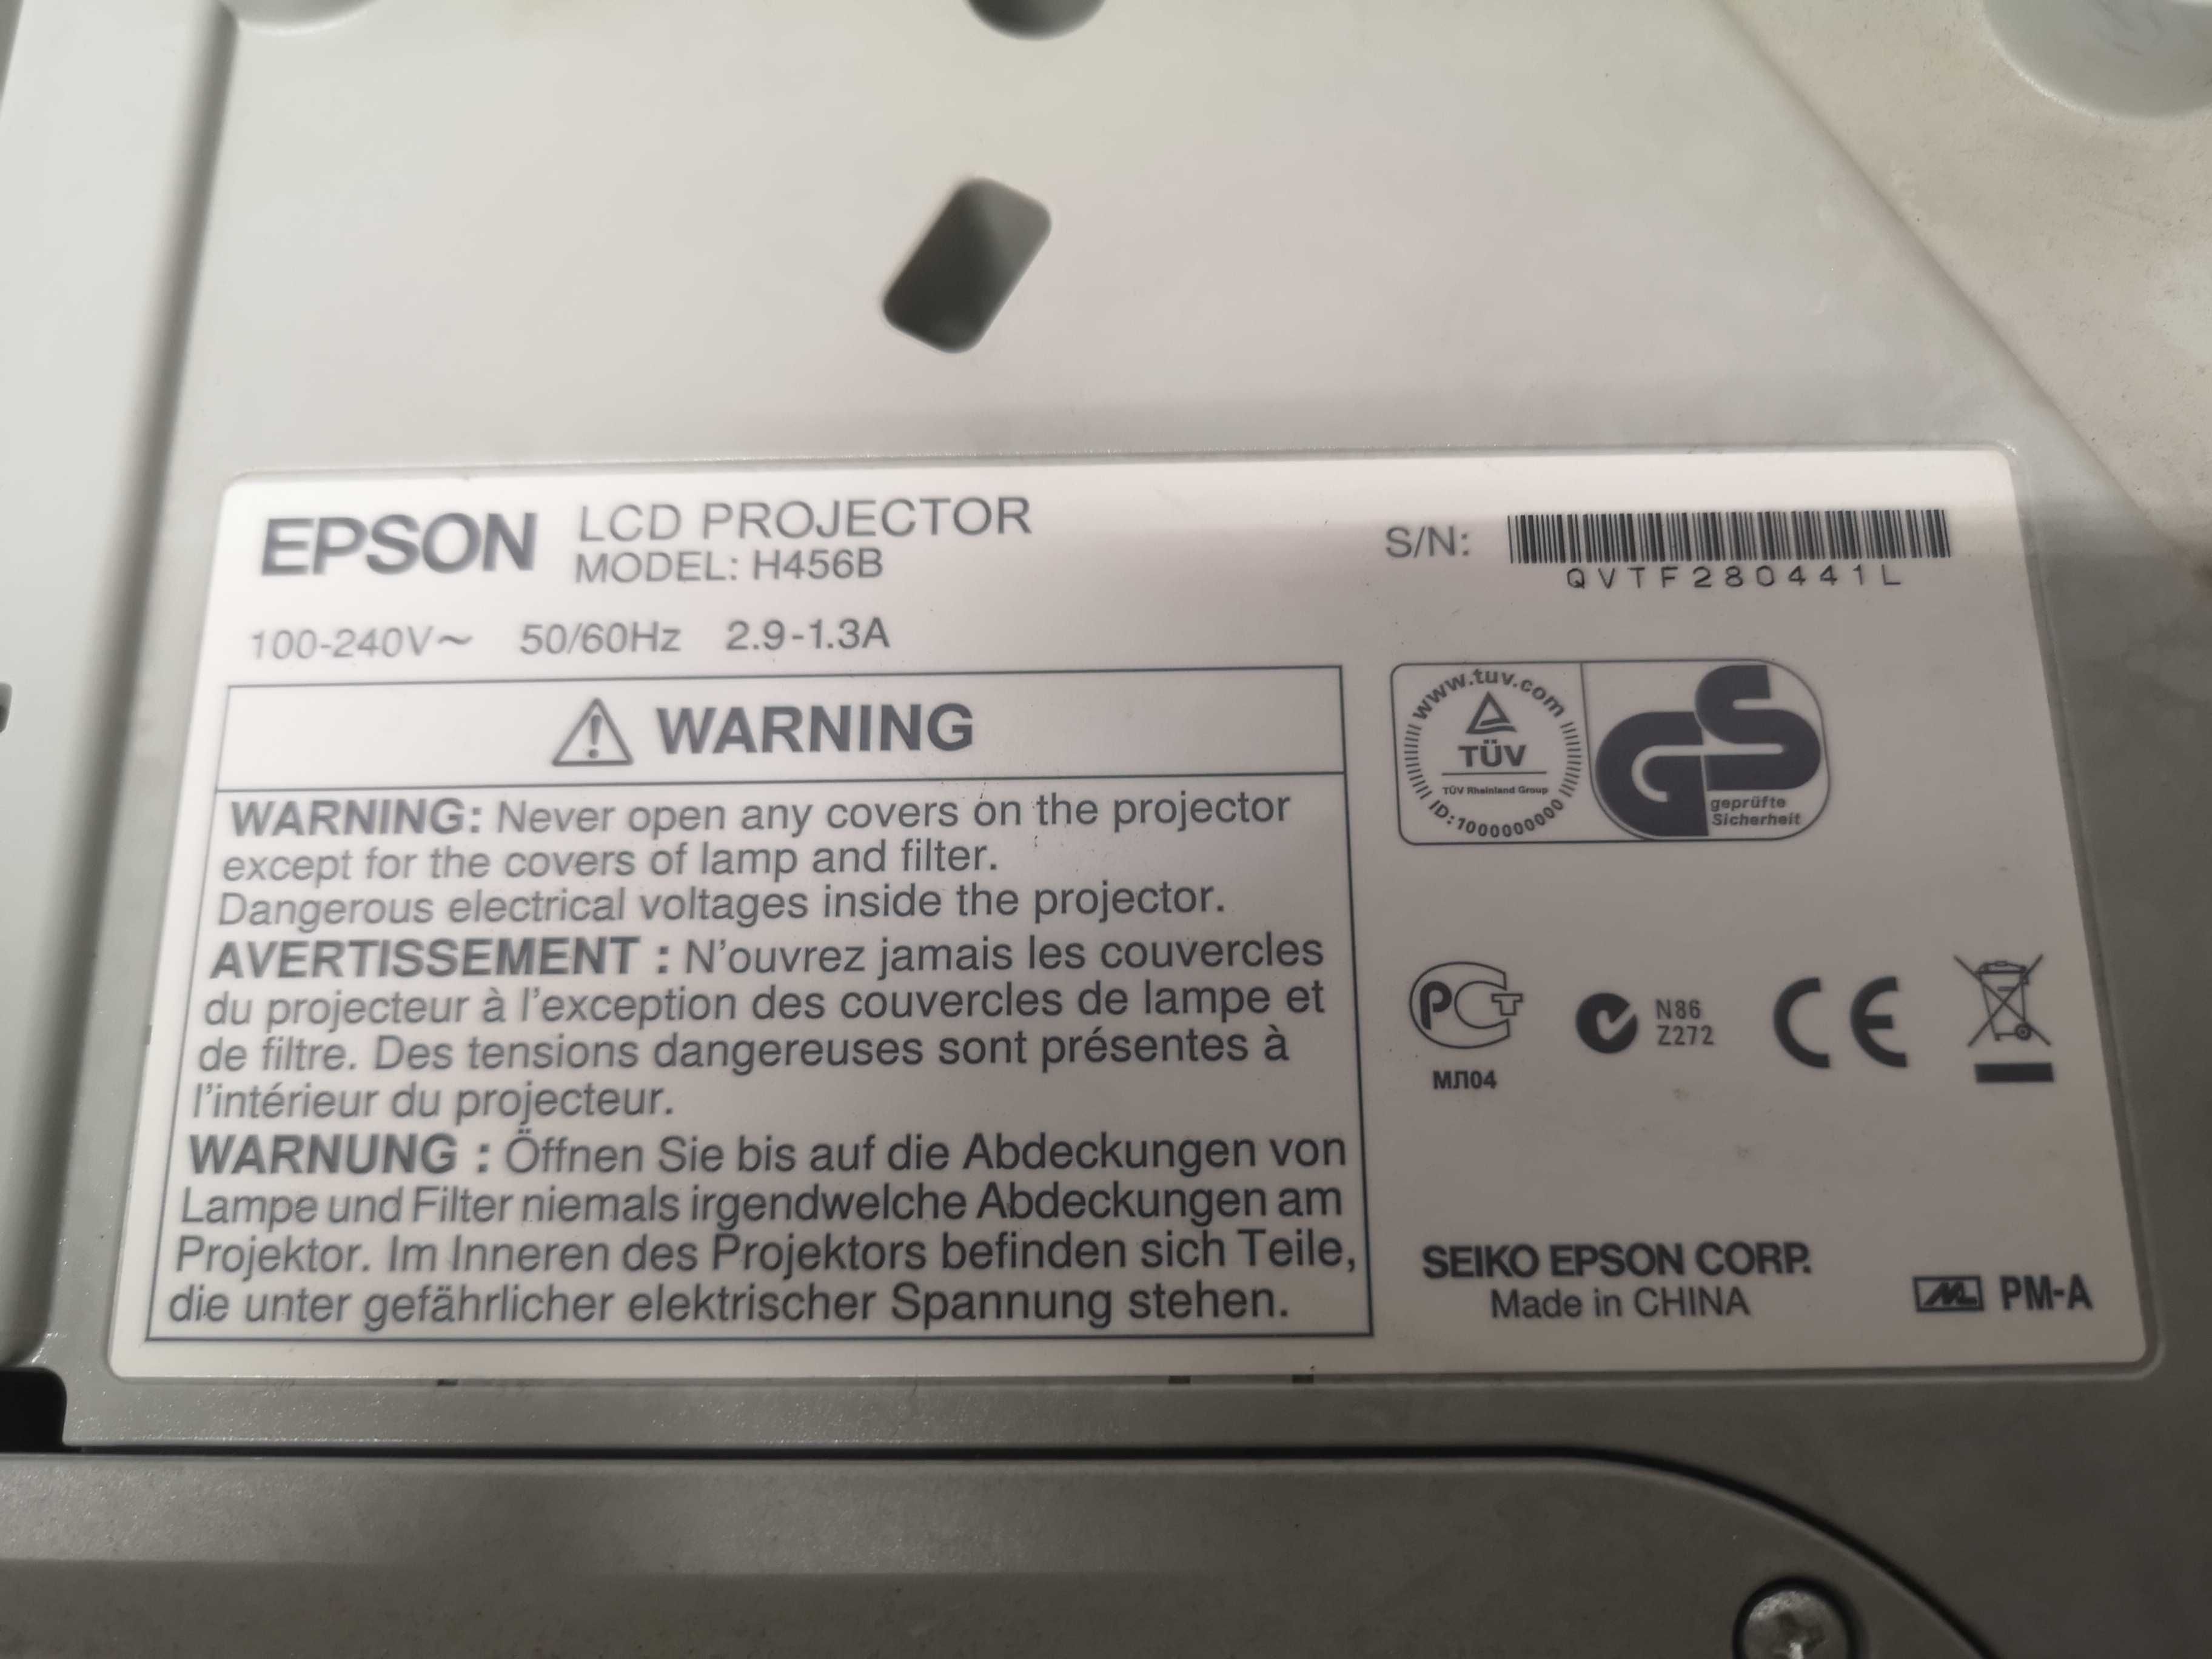 EPSON LCD PROJECTOR
MODEL: H456B
S/N:
QVTF280441L
100-240V~ 50/60Hz 2.9-1.3A
WARNING
WARNING: Never open any covers on the projector
except for the covers of lamp and filter.
Dangerous electrical voltages inside the projector.
AVERTISSEMENT : N'ouvrez jamais les couvercles
du projecteur à l'exception des couvercles de lampe et
de filtre. Des tensions dangereuses sont présentes à
l'intérieur du projecteur.
WARNUNG : Öffnen Sie bis auf die Abdeckungen von
Lampe und Filter niemals irgendwelche Abdeckungen am
Projektor. Im Inneren des Projektors befinden sich Teile,
die unter gefährlicher elektrischer Spannung stehen.
www.tuv.com
TÜV
TÜV Rheinland Group
ID:1000000000
GS
geprüfte
Sicherheit
РСТ
МЛ04
N86
Z272
CE
SEIKO EPSON CORP.
Made in CHINA
ML PM-A